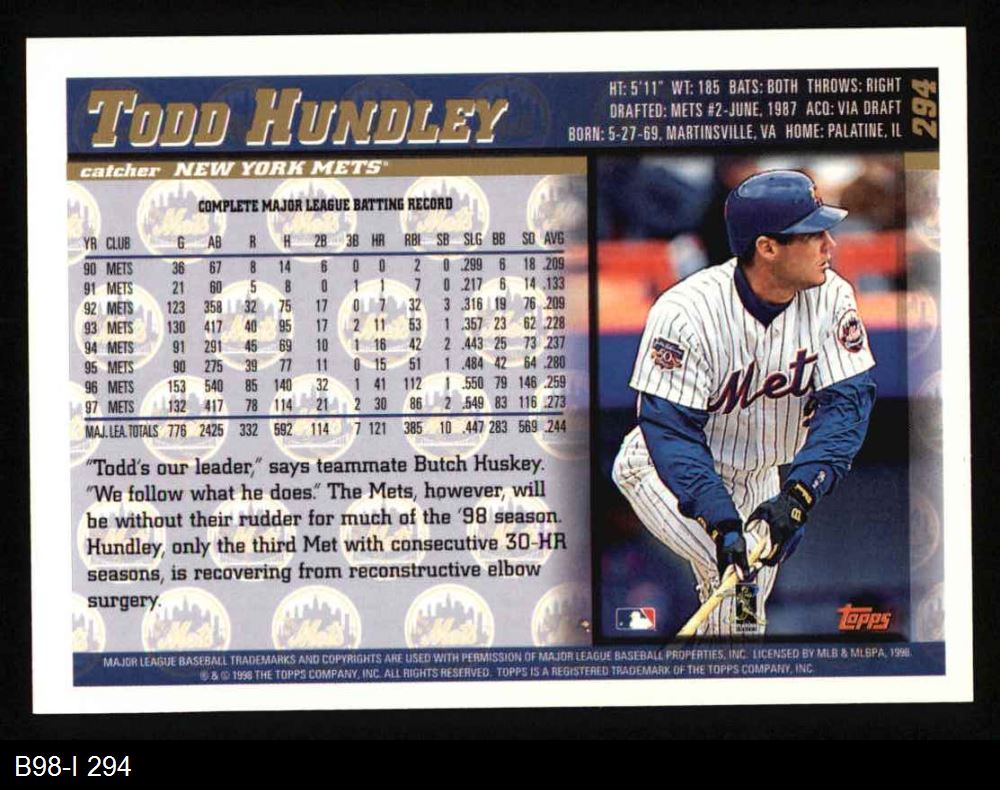 TODD HUNDLEY
HT: 5'11" WT: 185 BATS: BOTH THROWS: RIGHT
DRAFTED: METS #2-JUNE, 1987 ACQ: VIA DRAFT
BORN: 5-27-69, MARTINSVILLE, VA HOME: PALATINE, IL
294
catcher NEW YORK METS
COMPLETE MAJOR LEAGUE BATTING RECORD
YR CLUB G AB R H 2B 3B HR RBI SB SLG BB SO AVG
90 METS 36 67 8 14 6 0 0 2 0 .299 6 18 .209
91 METS 21 60 5 8 0 1 1 7 0 .217 6 14 .133
92 METS 123 358 32 75 17 0 7 32 3 .316 19 76 .209
93 METS 130 417 40 95 17 2 11 53 1 .357 23 62 .228
94 METS 91 291 45 69 10 1 16 42 2 .443 25 73 .237
95 METS 90 275 39 77 11 0 15 51 1 .484 42 64 .280
96 METS 153 540 85 140 32 1 41 112 1 .550 79 146 .259
97 METS 132 417 78 114 21 2 30 86 2 .549 83 116 .273
MAJ. LEA. TOTALS 776 2425 332 592 114 7 121 385 10 .447 283 569 .244
"Todd's our leader," says teammate Butch Huskey.
"We follow what he does." The Mets, however, will
be without their rudder for much of the '98 season.
Hundley, only the third Met with consecutive 30-HR
seasons, is recovering from reconstructive elbow
surgery.
Mets
topps
MAJOR LEAGUE BASEBALL TRADEMARKS AND COPYRIGHTS ARE USED WITH PERMISSION OF MAJOR LEAGUE BASEBALL PROPERTIES, INC. LICENSED BY MLB & MLBPA, 1998.
® & © 1998 THE TOPPS COMPANY, INC. ALL RIGHTS RESERVED. TOPPS IS A REGISTERED TRADEMARK OF THE TOPPS COMPANY, INC.
B98-I 294